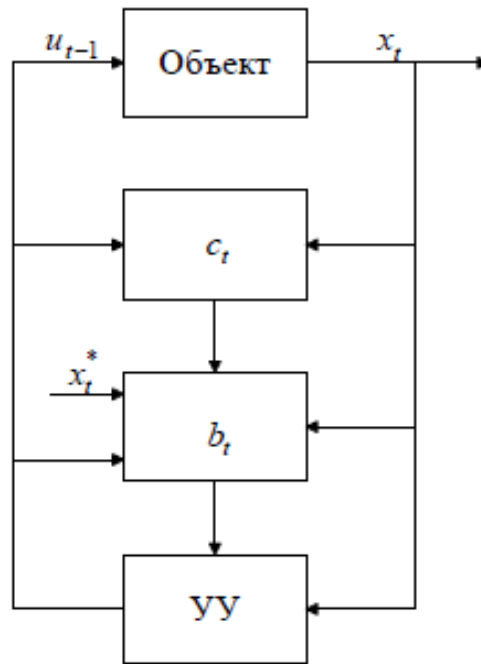 u_{t-1}
Объект
x_t
c_t
x_t^*
b_t
УУ